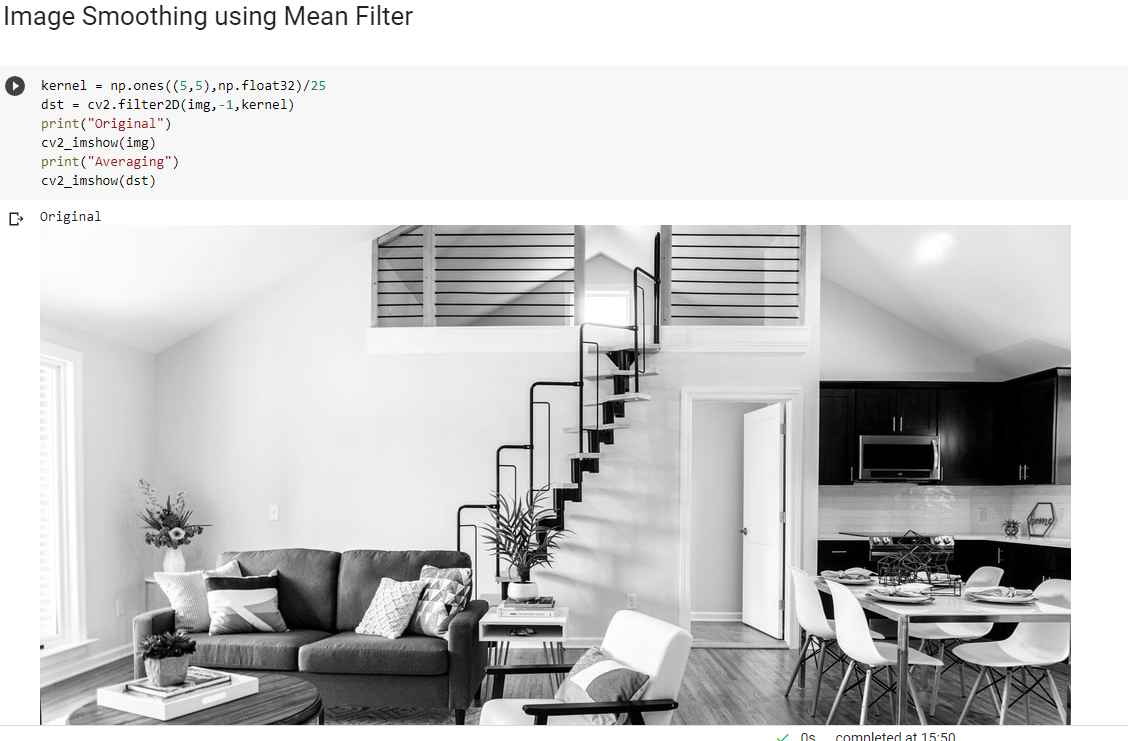 Image Smoothing using Mean Filter
kernel = np.ones((5,5),np.float32)/25
dst = cv2.filter2D(img,-1,kernel)
print("Original")
cv2_imshow(img)
print("Averaging")
cv2_imshow(dst)
Original
home
0s completed at 15:50